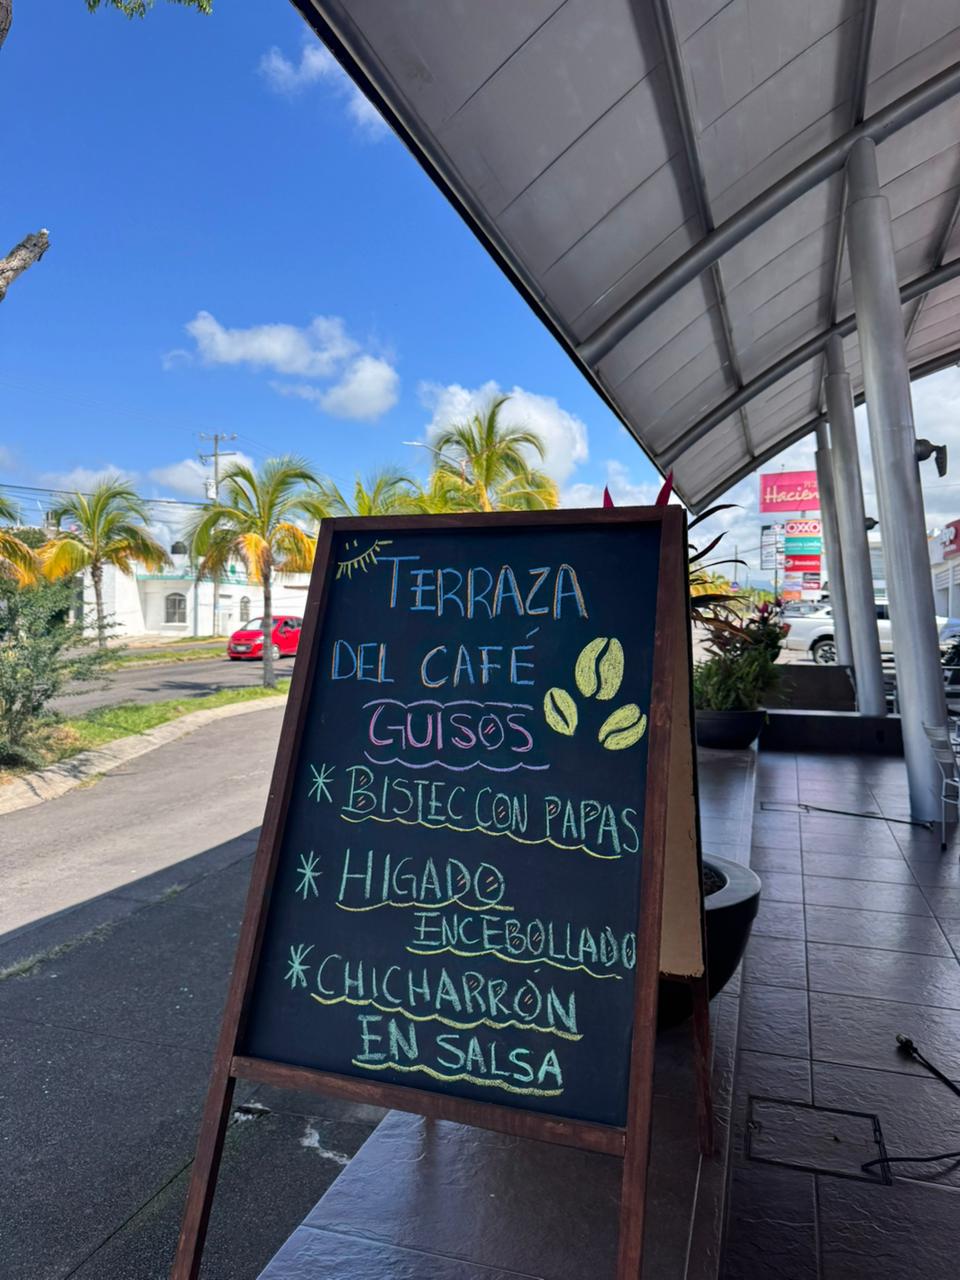 TERRAZA
DEL CAFÉ
GUISOS
* BISTEC CON PAPAS
* HIGADO
ENCEBOLLADO
* CHICHARRÓN
EN SALSA
OXXO